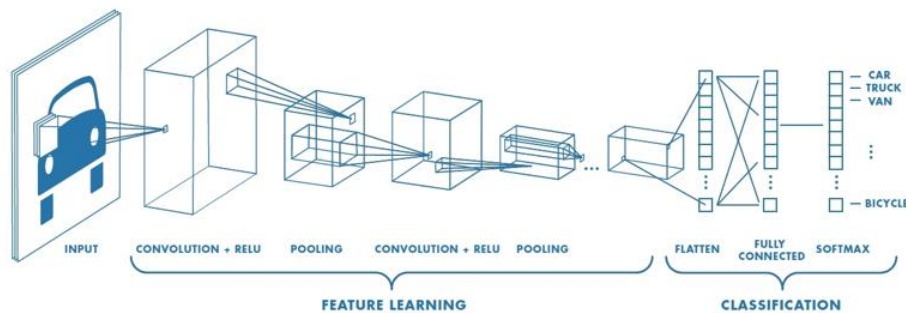 CAR
TRUCK
VAN
BICYCLE
INPUT
CONVOLUTION + RELU
POOLING
CONVOLUTION + RELU
POOLING
FLATTEN
FULLY
CONNECTED
SOFTMAX
FEATURE LEARNING
CLASSIFICATION